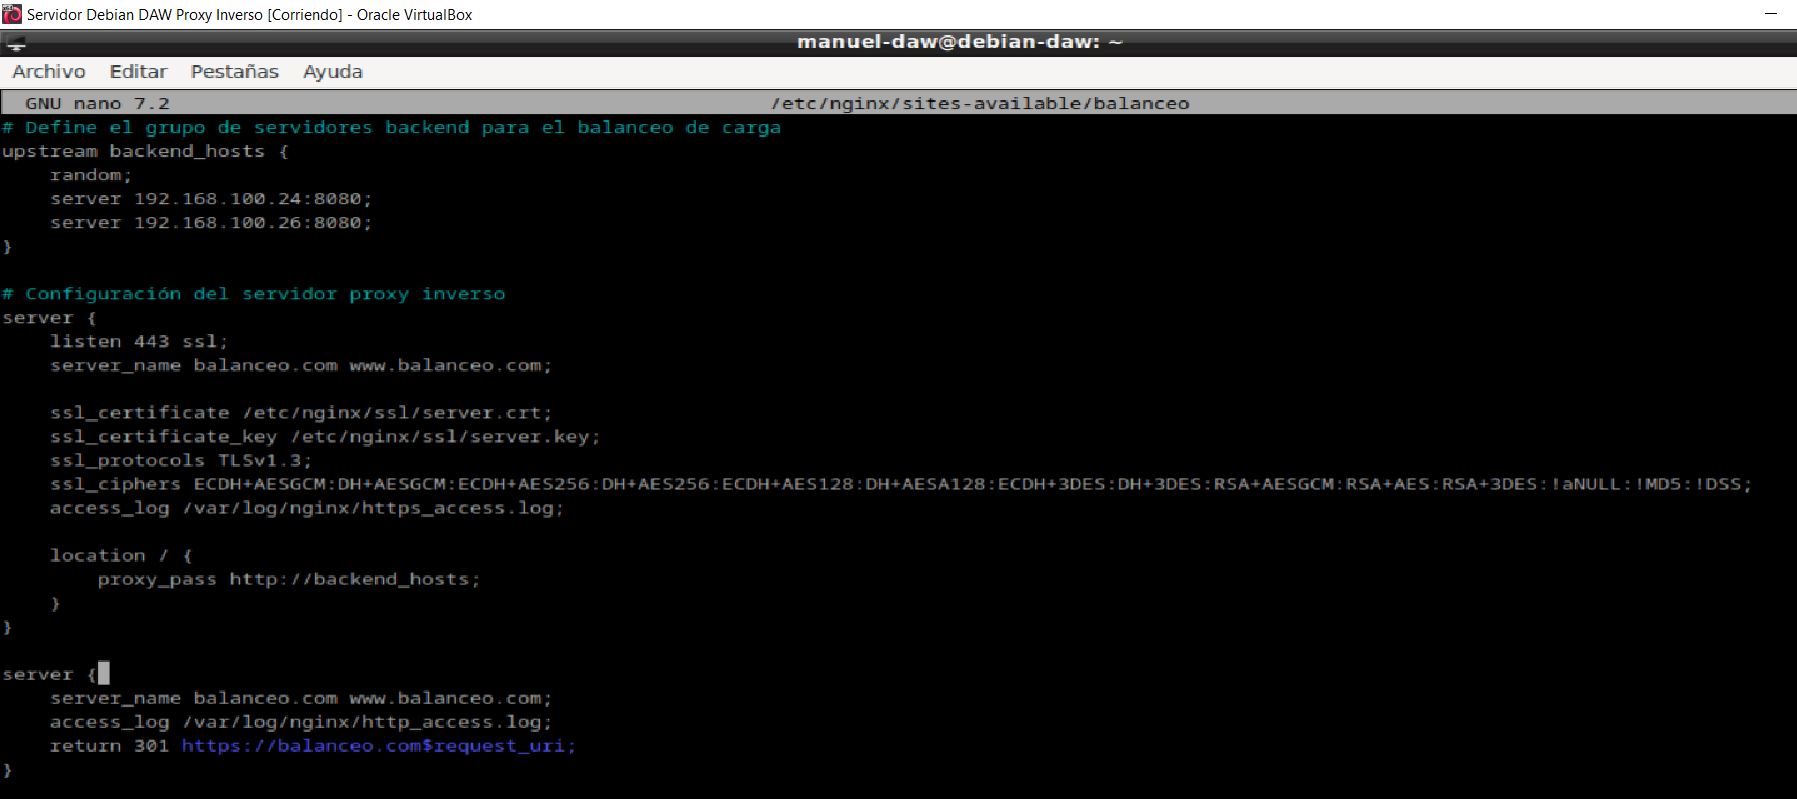 Servidor Debian DAW Proxy Inverso [Corriendo] - Oracle VirtualBox
manuel-daw@debian-daw: ~
Archivo Editar Pestañas Ayuda
GNU nano 7.2 /etc/nginx/sites-available/balanceo
# Define el grupo de servidores backend para el balanceo de carga
upstream backend_hosts {
    random;
    server 192.168.100.24:8080;
    server 192.168.100.26:8080;
}
# Configuración del servidor proxy inverso
server {
    listen 443 ssl;
    server_name balanceo.com www.balanceo.com;
    ssl_certificate /etc/nginx/ssl/server.crt;
    ssl_certificate_key /etc/nginx/ssl/server.key;
    ssl_protocols TLSv1.3;
    ssl_ciphers ECDH+AESGCM:DH+AESGCM:ECDH+AES256:DH+AES256:ECDH+AES128:DH+AESA128:ECDH+3DES:DH+3DES:RSA+AESGCM:RSA+AES:RSA+3DES:!aNULL:!MD5:!DSS;
    access_log /var/log/nginx/https_access.log;
    location / {
        proxy_pass http://backend_hosts;
    }
}
server {
    server_name balanceo.com www.balanceo.com;
    access_log /var/log/nginx/http_access.log;
    return 301 https://balanceo.com$request_uri;
}